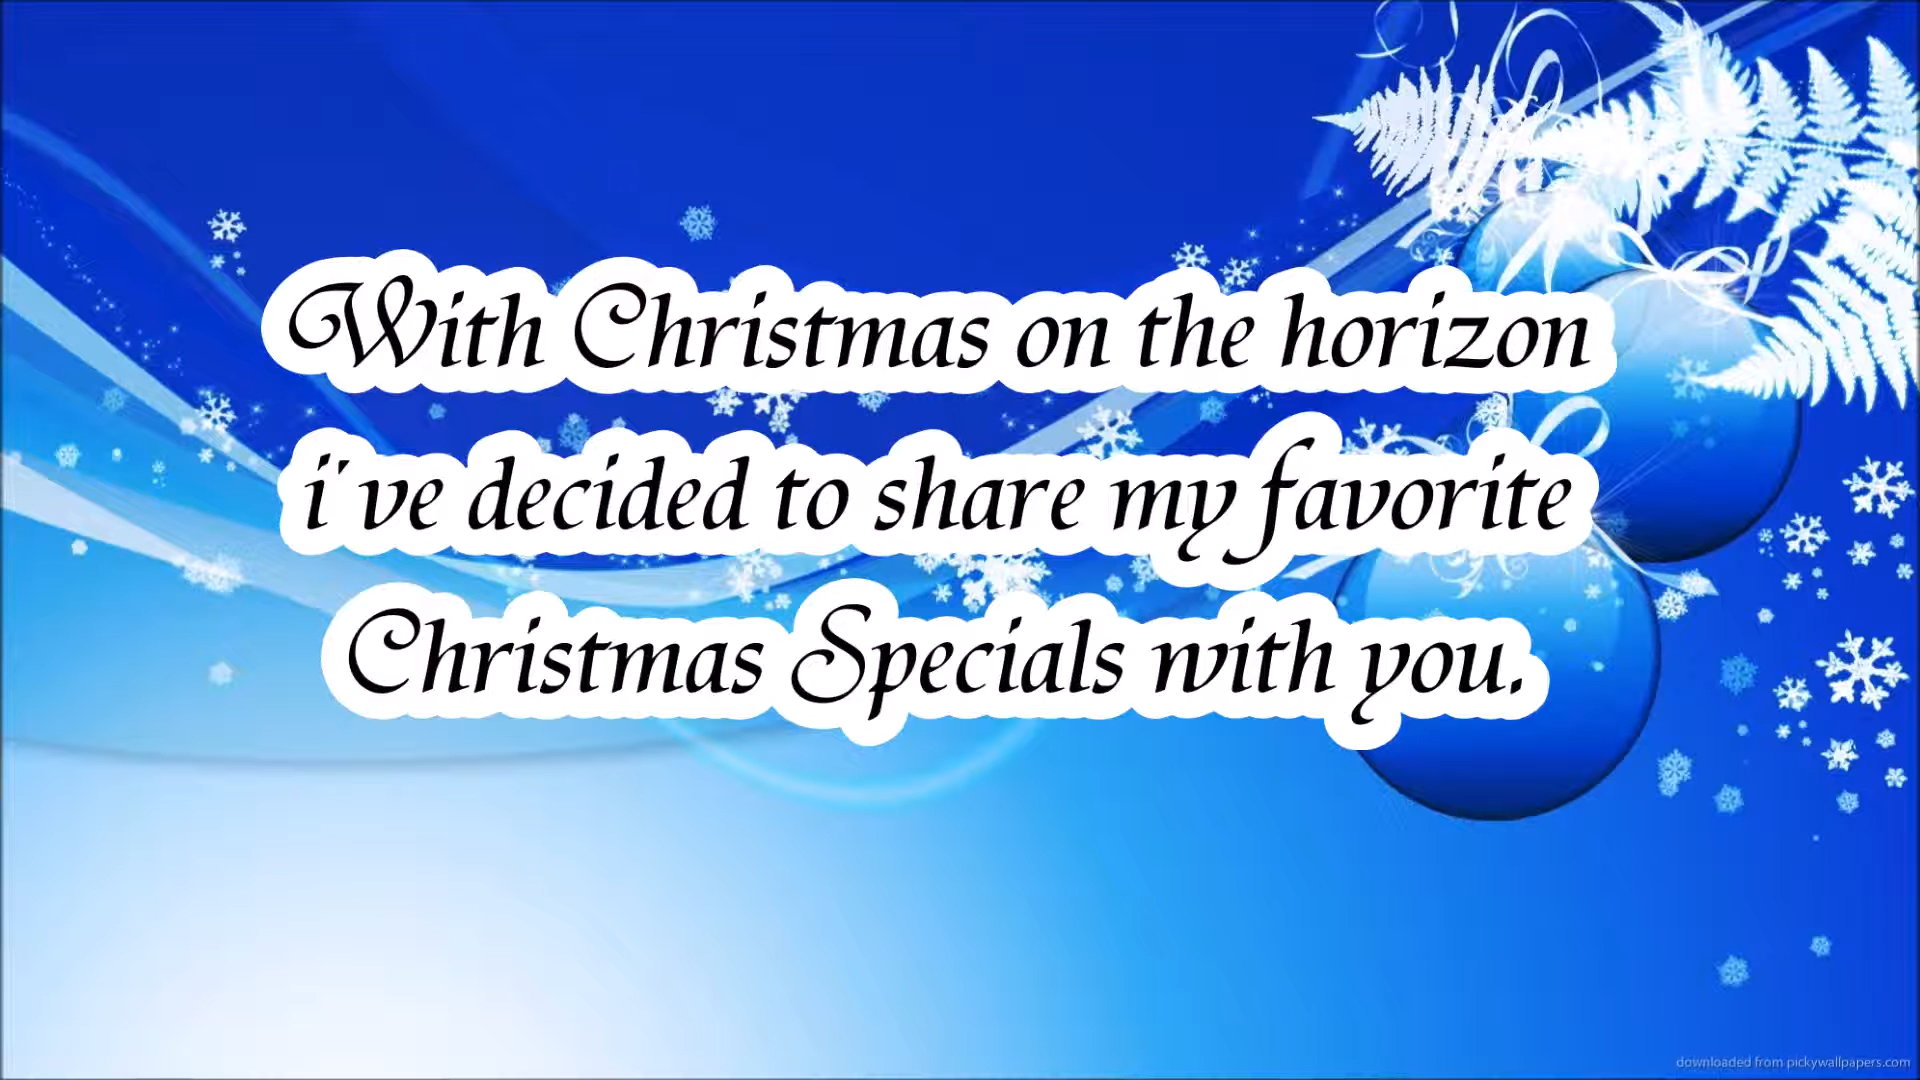 With Christmas on the horizon
i've decided to share my favorite
Christmas Specials with you.
downloaded from pickywallpapers.com